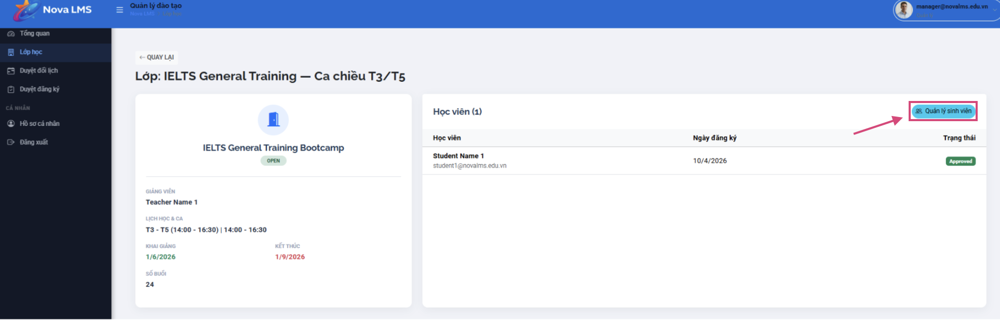 Nova LMS
Quản lý đào tạo
Nova LMS
Lớp học
manager@novalms.edu.vn
Tổng quan
Lớp học
Duyệt đổi lịch
Duyệt đăng ký
CÁ NHÂN
Hồ sơ cá nhân
Đăng xuất
← QUAY LẠI
Lớp: IELTS General Training — Ca chiều T3/T5
IELTS General Training Bootcamp
OPEN
GIẢNG VIÊN
Teacher Name 1
LỊCH HỌC & CA
T3 - T5 (14:00 - 16:30) | 14:00 - 16:30
KHAI GIẢNG
KẾT THÚC
1/6/2026
1/9/2026
SỐ BUỔI
24
Học viên (1)
Quản lý sinh viên
Học viên
Ngày đăng ký
Trạng thái
Student Name 1
student1@novalms.edu.vn
10/4/2026
Approved